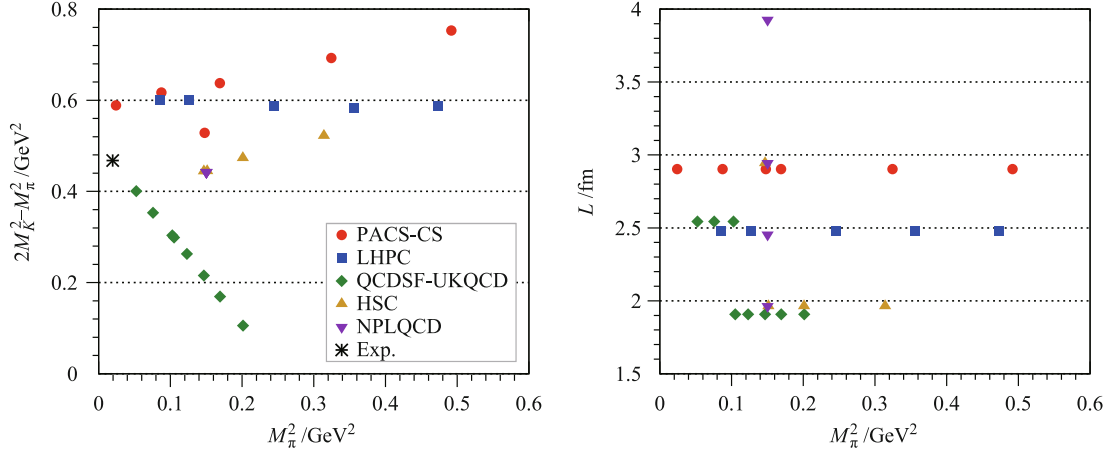 2M_K^2−M_π^2 /GeV^2
0.8
0.6
0.4
0.2
0
0 0.1 0.2 0.3 0.4 0.5 0.6
M_π^2 /GeV^2
PACS-CS
LHPC
QCDSF-UKQCD
HSC
NPLQCD
Exp.
L /fm
4
3.5
3
2.5
2
1.5
0 0.1 0.2 0.3 0.4 0.5 0.6
M_π^2 /GeV^2